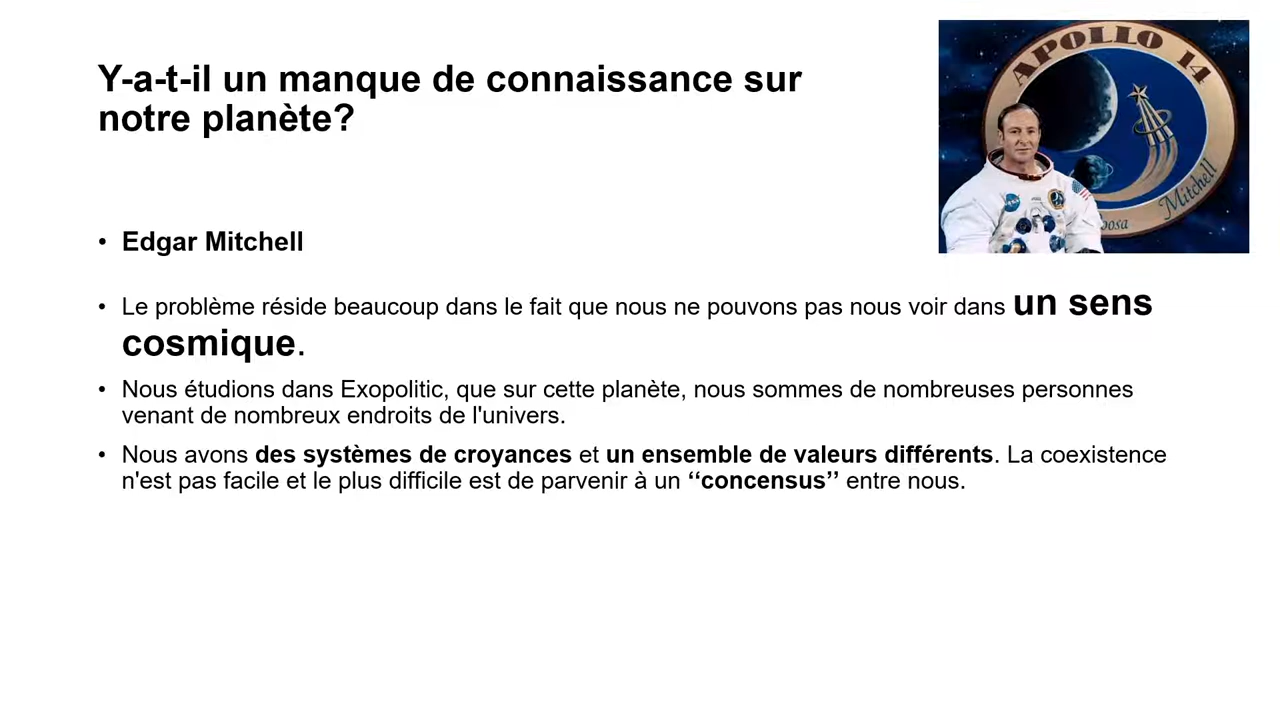 Y-a-t-il un manque de connaissance sur
notre planète?
APOLLO 14
Mitchell
• Edgar Mitchell
• Le problème réside beaucoup dans le fait que nous ne pouvons pas nous voir dans un sens
cosmique.
• Nous étudions dans Exopolitic, que sur cette planète, nous sommes de nombreuses personnes
venant de nombreux endroits de l'univers.
• Nous avons des systèmes de croyances et un ensemble de valeurs différents. La coexistence
n'est pas facile et le plus difficile est de parvenir à un ‘‘concensus’’ entre nous.